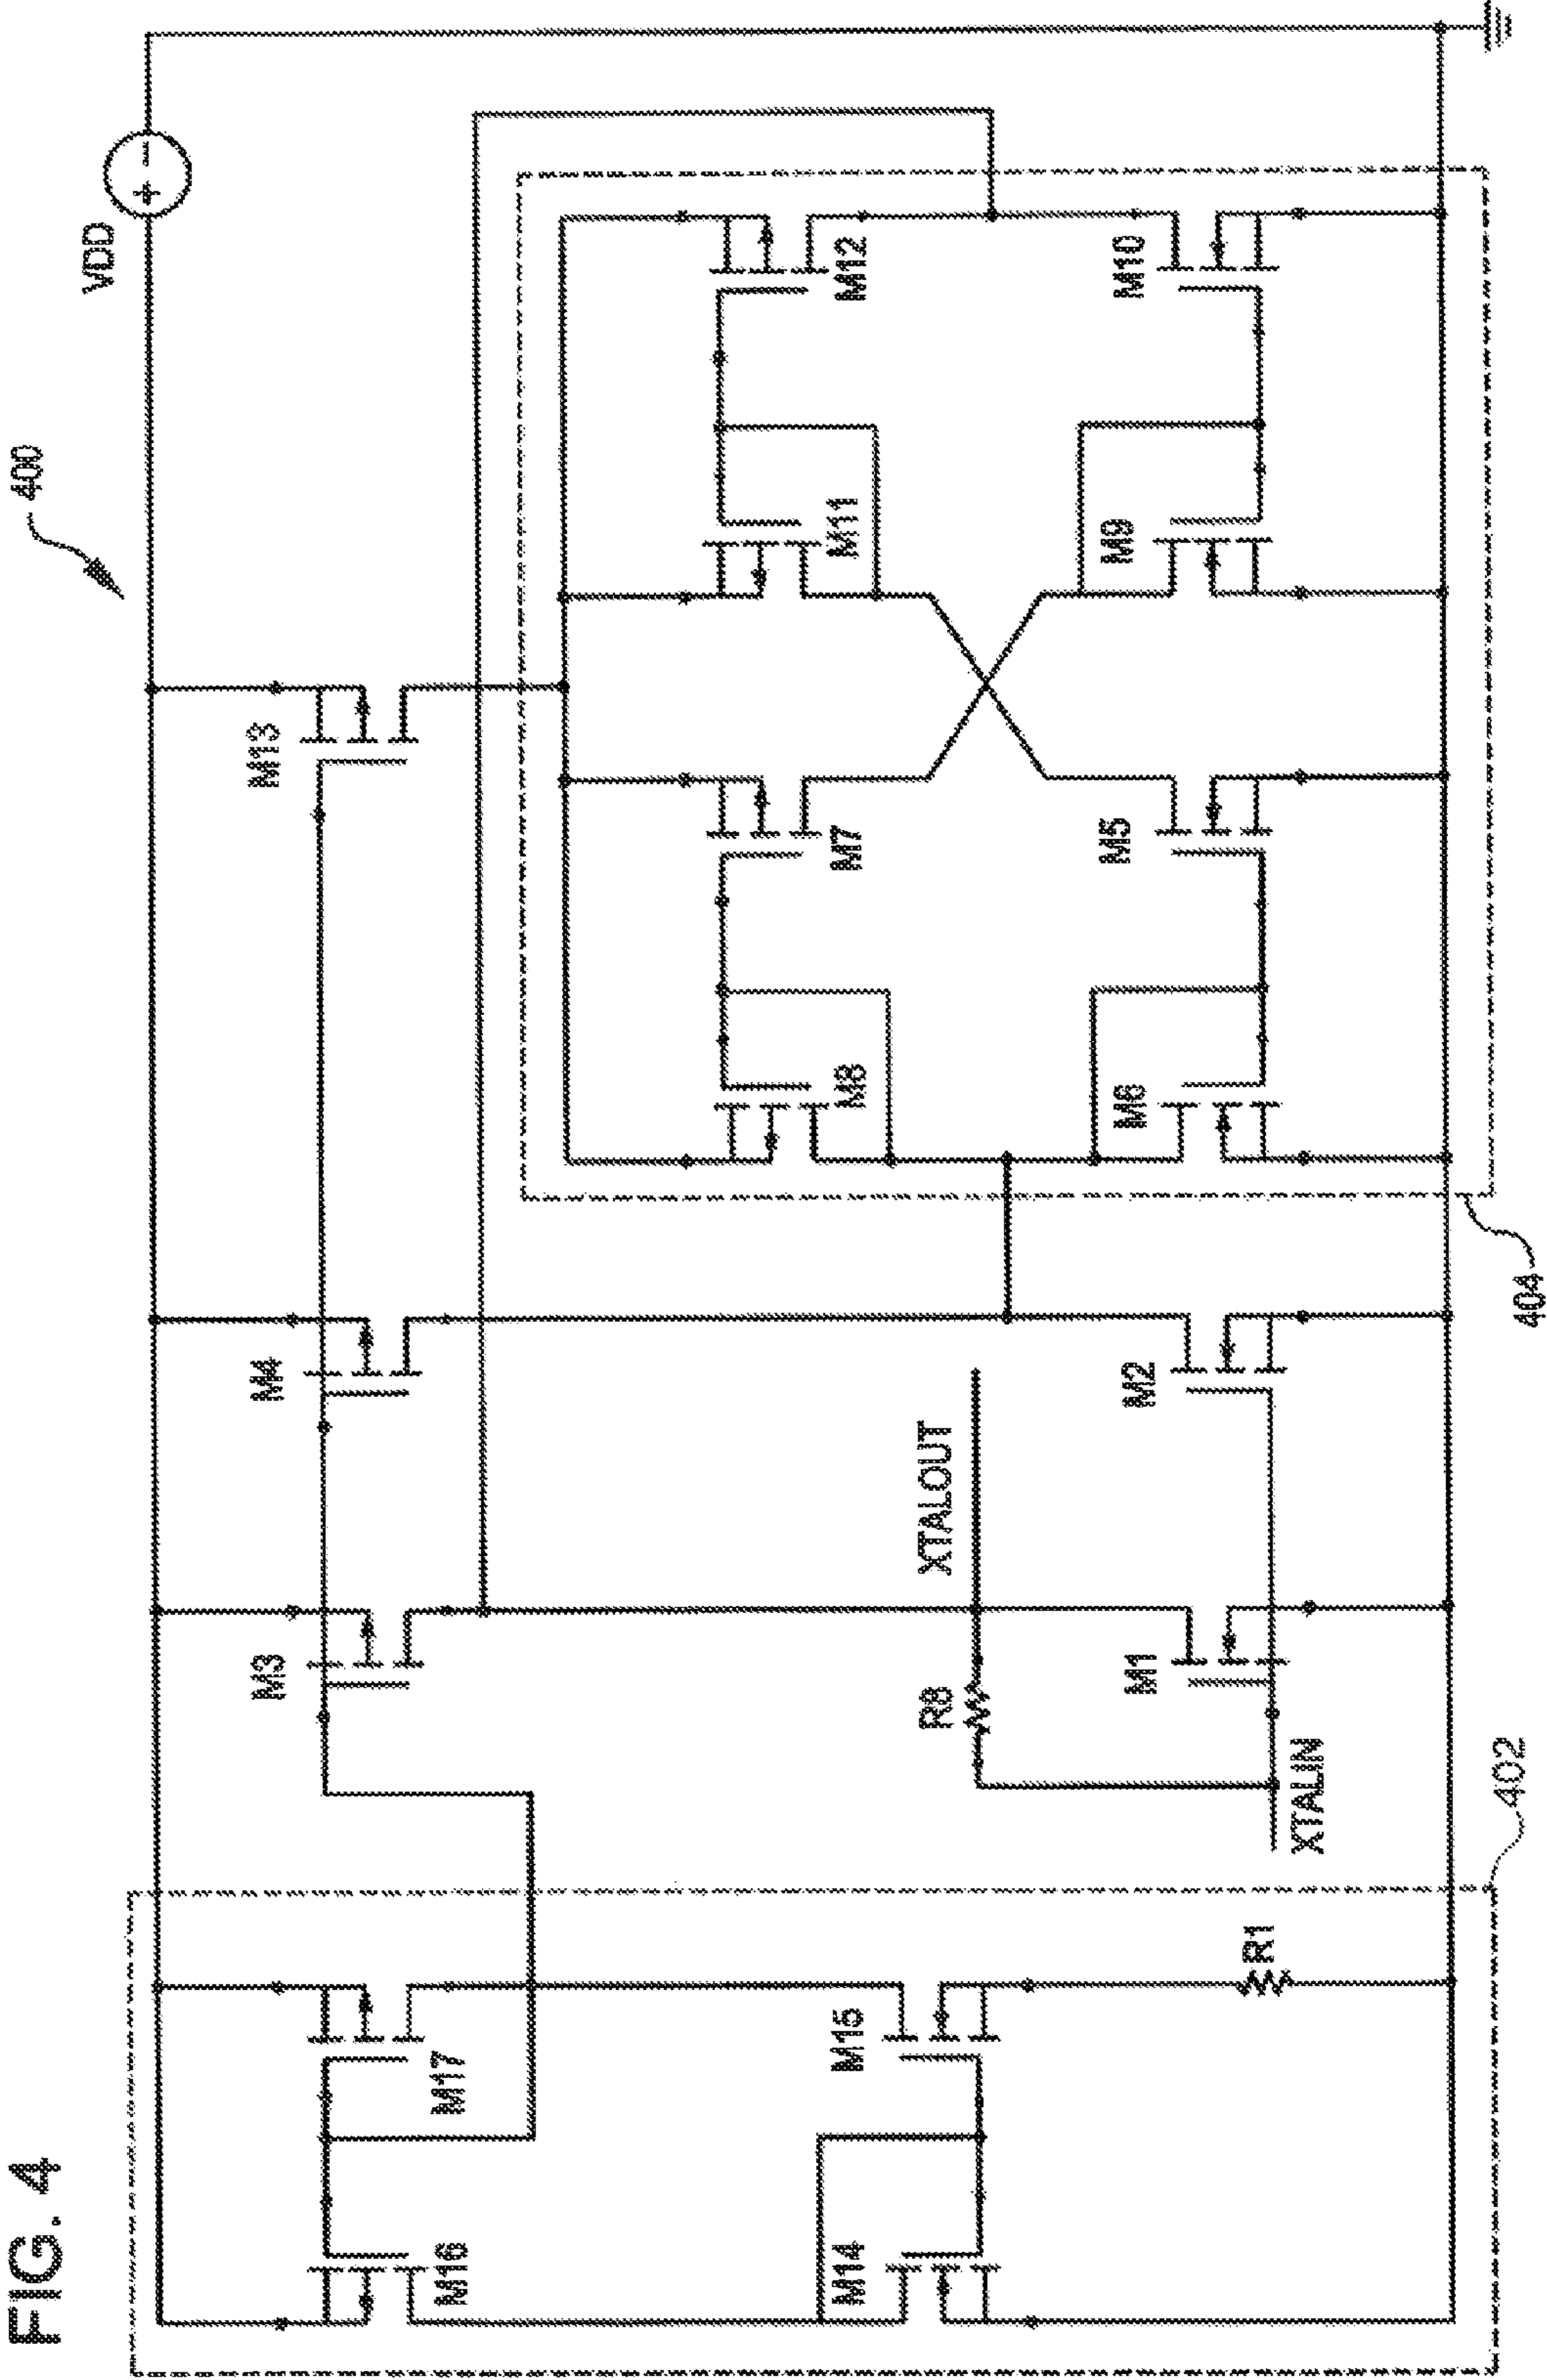 FIG. 4
400
VDD
+ −
M13
M4
M3
M17
M16
M12
M11
M7
M8
M10
M9
M5
M6
M2
M1
XTALOUT
R8
XTALIN
M15
M14
R1
402
404